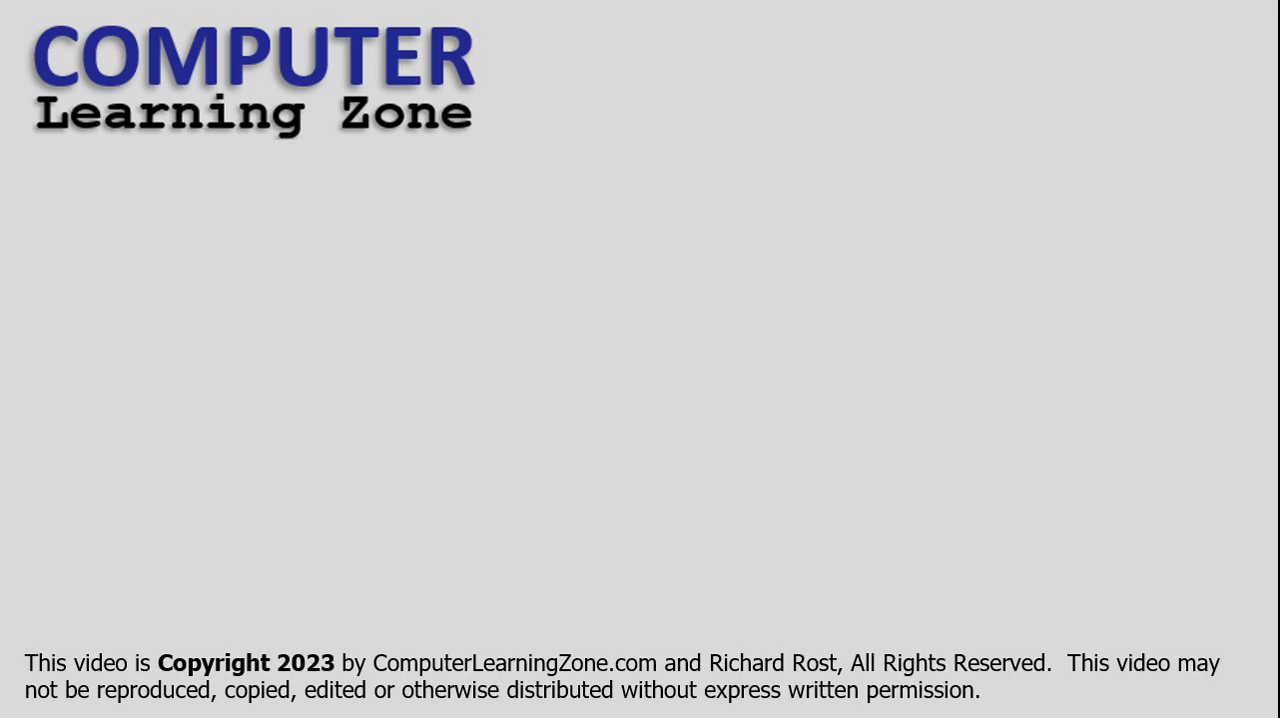 COMPUTER
Learning Zone
This video is Copyright 2023 by ComputerLearningZone.com and Richard Rost, All Rights Reserved.  This video may
not be reproduced, copied, edited or otherwise distributed without express written permission.